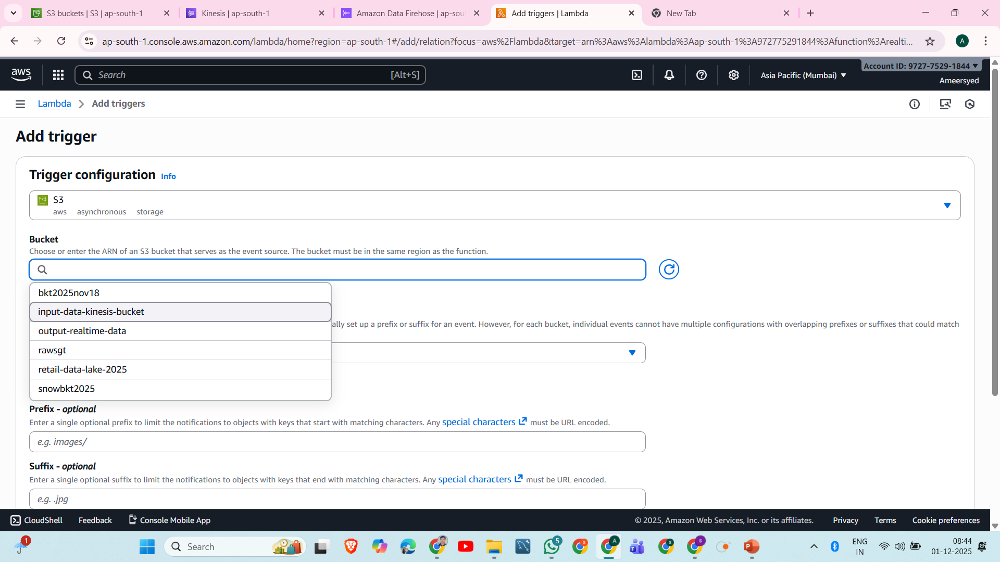 S3 buckets | S3 | ap-south-1
Kinesis | ap-south-1
Amazon Data Firehose | ap-sou
Add triggers | Lambda
New Tab
ap-south-1.console.aws.amazon.com/lambda/home?region=ap-south-1#/add/relation?focus=aws%2Flambda&target=arn%3Aaws%3Alambda%3Aap-south-1%3A972775291844%3Afunction%3Arealti...
A
aws
Search
[Alt+S]
Asia Pacific (Mumbai)
Account ID: 9727-7529-1844
Ameersyed
Lambda
Add triggers
Add trigger
Trigger configuration Info
S3
aws asynchronous storage
Bucket
Choose or enter the ARN of an S3 bucket that serves as the event source. The bucket must be in the same region as the function.
bkt2025nov18
input-data-kinesis-bucket
ally set up a prefix or suffix for an event. However, for each bucket, individual events cannot have multiple configurations with overlapping prefixes or suffixes that could match
output-realtime-data
rawsgt
retail-data-lake-2025
snowbkt2025
Prefix - optional
Enter a single optional prefix to limit the notifications to objects with keys that start with matching characters. Any special characters must be URL encoded.
e.g. images/
Suffix - optional
Enter a single optional suffix to limit the notifications to objects with keys that end with matching characters. Any special characters must be URL encoded.
e.g. .jpg
CloudShell
Feedback
Console Mobile App
© 2025, Amazon Web Services, Inc. or its affiliates.
Privacy
Terms
Cookie preferences
1
Search
5
S
A
S
S
ENG
IN
08:44
01-12-2025